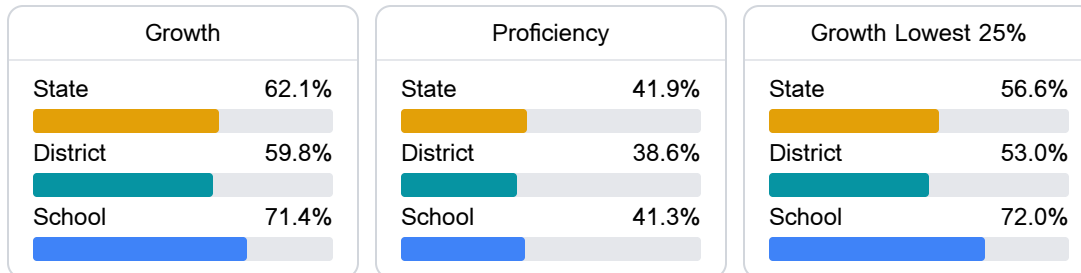 Growth
State 62.1%
District 59.8%
School 71.4%
Proficiency
State 41.9%
District 38.6%
School 41.3%
Growth Lowest 25%
State 56.6%
District 53.0%
School 72.0%